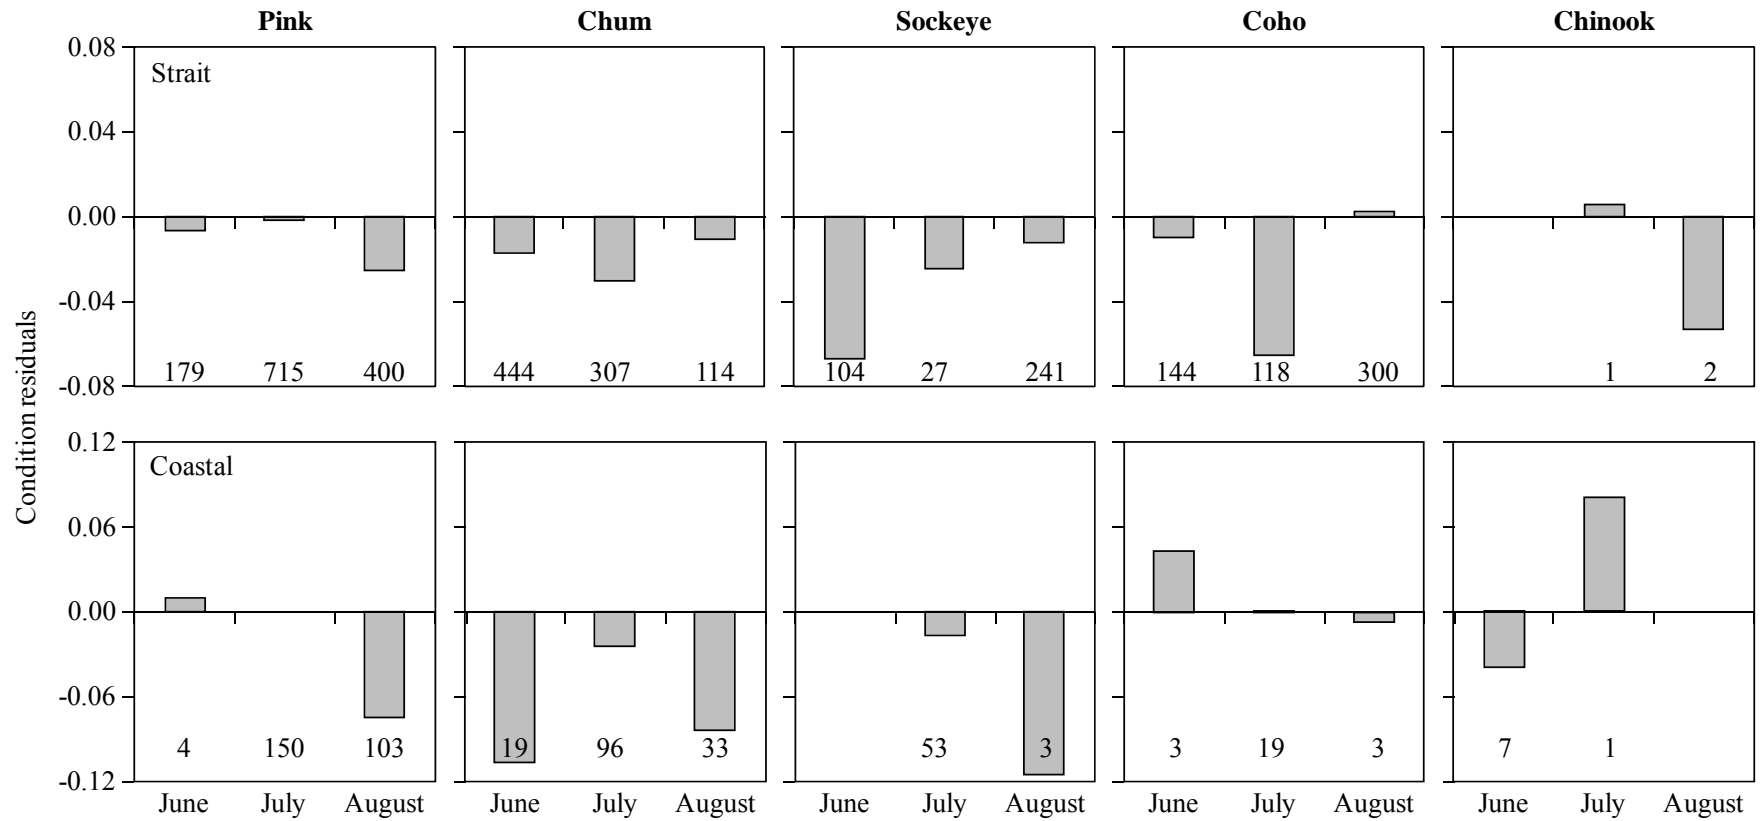 Pink Chum Sockeye Coho Chinook
0.08
Strait
0.04
0.00
-0.04
179 715 400 444 307 114 104 27 241 144 118 300 1 2
-0.08
Condition residuals
0.12
Coastal
0.06
0.00
-0.06
4 150 103 19 96 33 53 3 3 19 3 7 1
-0.12
June July August June July August June July August June July August June July August